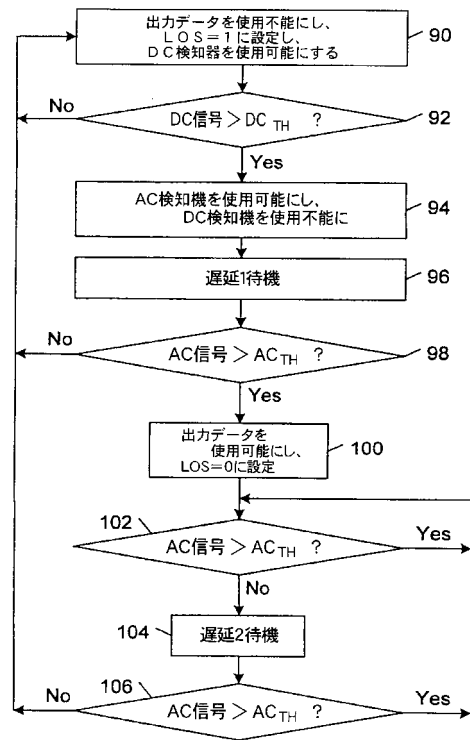 出力データを使用不能にし、
LOS=1に設定し、
DC検知器を使用可能にする
90
No
DC信号＞DC TH ？
92
Yes
AC検知機を使用可能にし、
DC検知機を使用不能に
94
遅延1待機
96
No
AC信号＞AC TH ？
98
Yes
出力データを
使用可能にし、
LOS=0に設定
100
102
AC信号＞AC TH ？
Yes
No
104
遅延2待機
106
No
AC信号＞AC TH ？
Yes